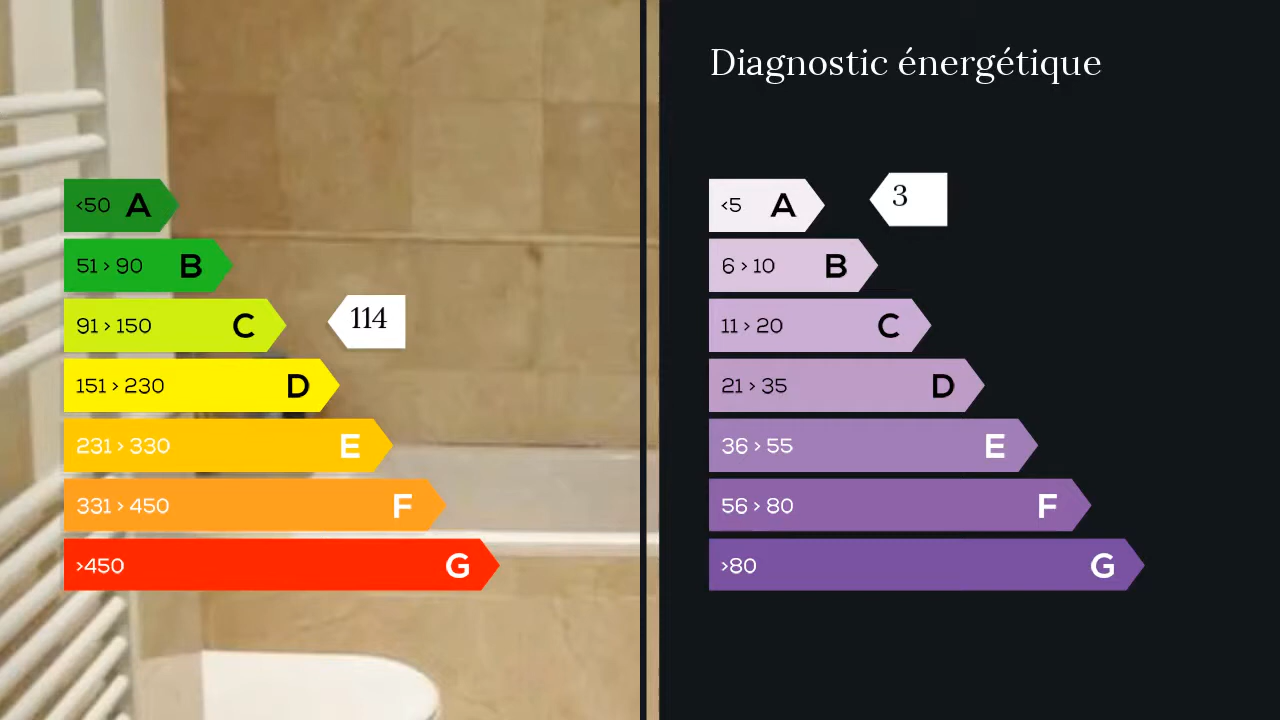 Diagnostic énergétique
<50 A
51 > 90 B
91 > 150 C
114
151 > 230 D
231 > 330 E
331 > 450 F
>450 G
<5 A
3
6 > 10 B
11 > 20 C
21 > 35 D
36 > 55 E
56 > 80 F
>80 G